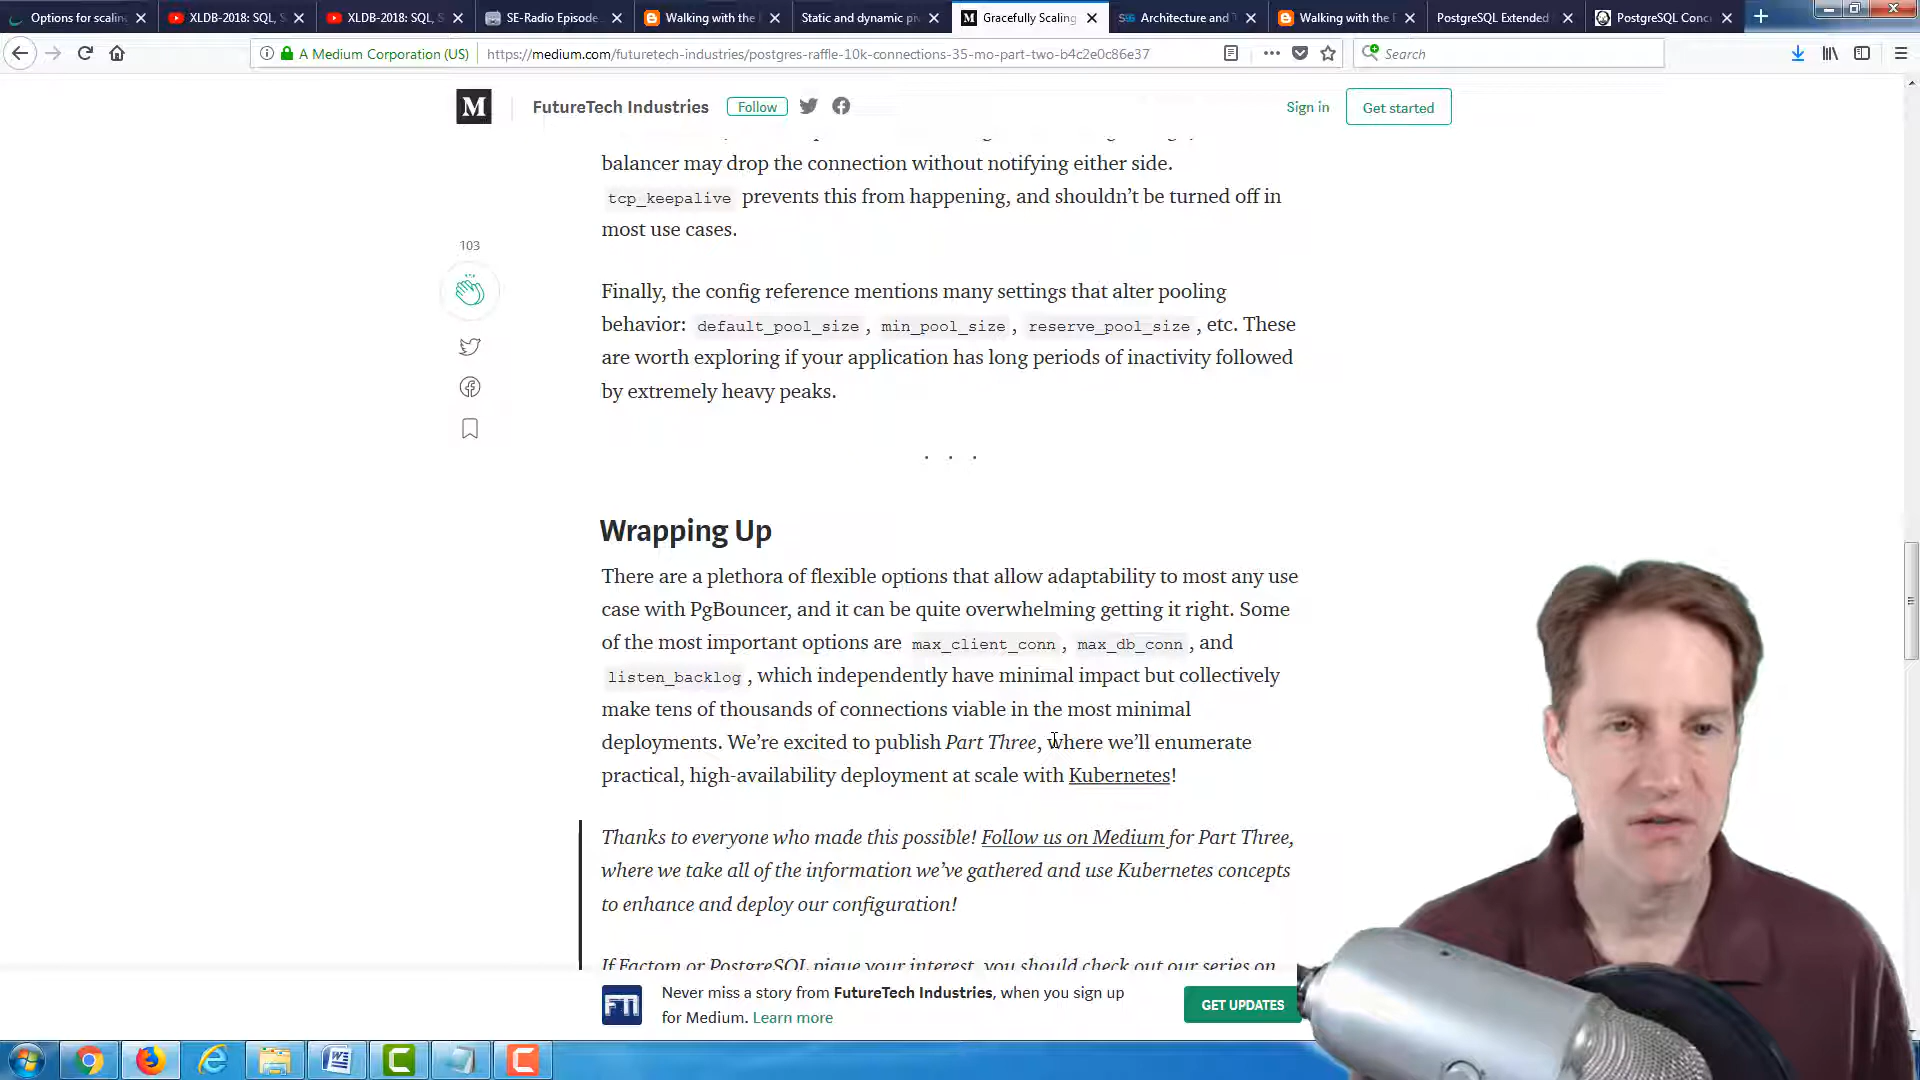 Options for scaling
XLDB-2018: SQL, S
XLDB-2018: SQL, S
SE-Radio Episode
Walking with the
Static and dynamic pi
Gracefully Scaling
Architecture and
Walking with the
PostgreSQL Extended
PostgreSQL Conc
A Medium Corporation (US)
https://medium.com/futuretech-industries/postgres-raffle-10k-connections-35-mo-part-two-b4c2e0c86e37
Search
FutureTech Industries
Follow
Sign in
Get started
balancer may drop the connection without notifying either side.
tcp_keepalive prevents this from happening, and shouldn’t be turned off in
most use cases.
103
Finally, the config reference mentions many settings that alter pooling
behavior: default_pool_size , min_pool_size , reserve_pool_size , etc. These
are worth exploring if your application has long periods of inactivity followed
by extremely heavy peaks.
. . .
Wrapping Up
There are a plethora of flexible options that allow adaptability to most any use
case with PgBouncer, and it can be quite overwhelming getting it right. Some
of the most important options are max_client_conn , max_db_conn , and
listen_backlog , which independently have minimal impact but collectively
make tens of thousands of connections viable in the most minimal
deployments. We’re excited to publish Part Three, where we’ll enumerate
practical, high-availability deployment at scale with Kubernetes!
Thanks to everyone who made this possible! Follow us on Medium for Part Three,
where we take all of the information we’ve gathered and use Kubernetes concepts
to enhance and deploy our configuration!
If Factom or PostgreSQL pique your interest, you should check out our series on
Never miss a story from FutureTech Industries, when you sign up
for Medium. Learn more
GET UPDATES